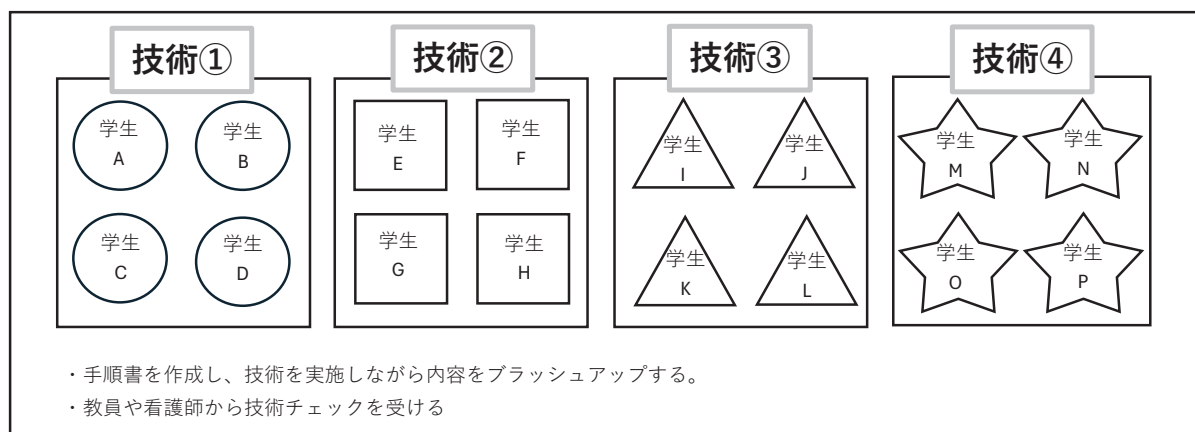 技術①
学生
A
学生
B
学生
C
学生
D
技術②
学生
E
学生
F
学生
G
学生
H
技術③
学生
I
学生
J
学生
K
学生
L
技術④
学生
M
学生
N
学生
O
学生
P
・手順書を作成し、技術を実施しながら内容をブラッシュアップする。
・教員や看護師から技術チェックを受ける